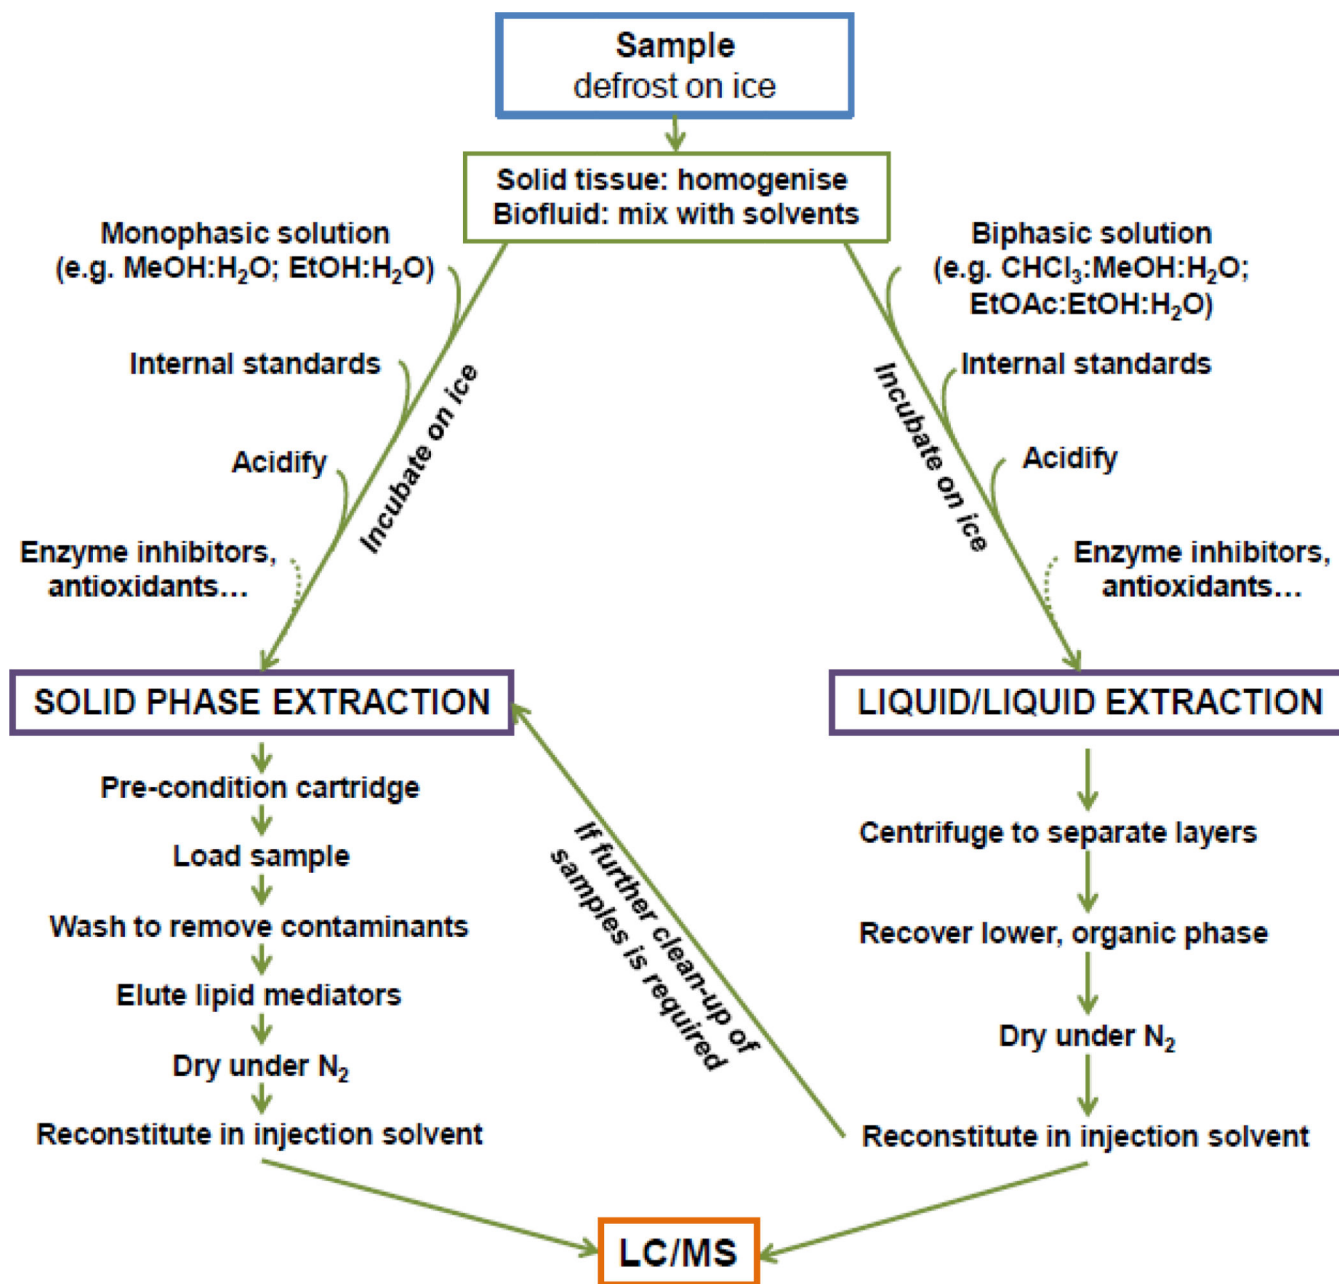 Sample
defrost on ice
Solid tissue: homogenise
Biofluid: mix with solvents
Monophasic solution
(e.g. MeOH:H₂O; EtOH:H₂O)
Internal standards
Acidify
Enzyme inhibitors,
antioxidants…
Incubate on ice
Biphasic solution
(e.g. CHCl₃:MeOH:H₂O;
EtOAc:EtOH:H₂O)
Internal standards
Acidify
Enzyme inhibitors,
antioxidants…
Incubate on ice
SOLID PHASE EXTRACTION
Pre-condition cartridge
Load sample
Wash to remove contaminants
Elute lipid mediators
Dry under N₂
Reconstitute in injection solvent
If further clean-up of
samples is required
LIQUID/LIQUID EXTRACTION
Centrifuge to separate layers
Recover lower, organic phase
Dry under N₂
Reconstitute in injection solvent
LC/MS